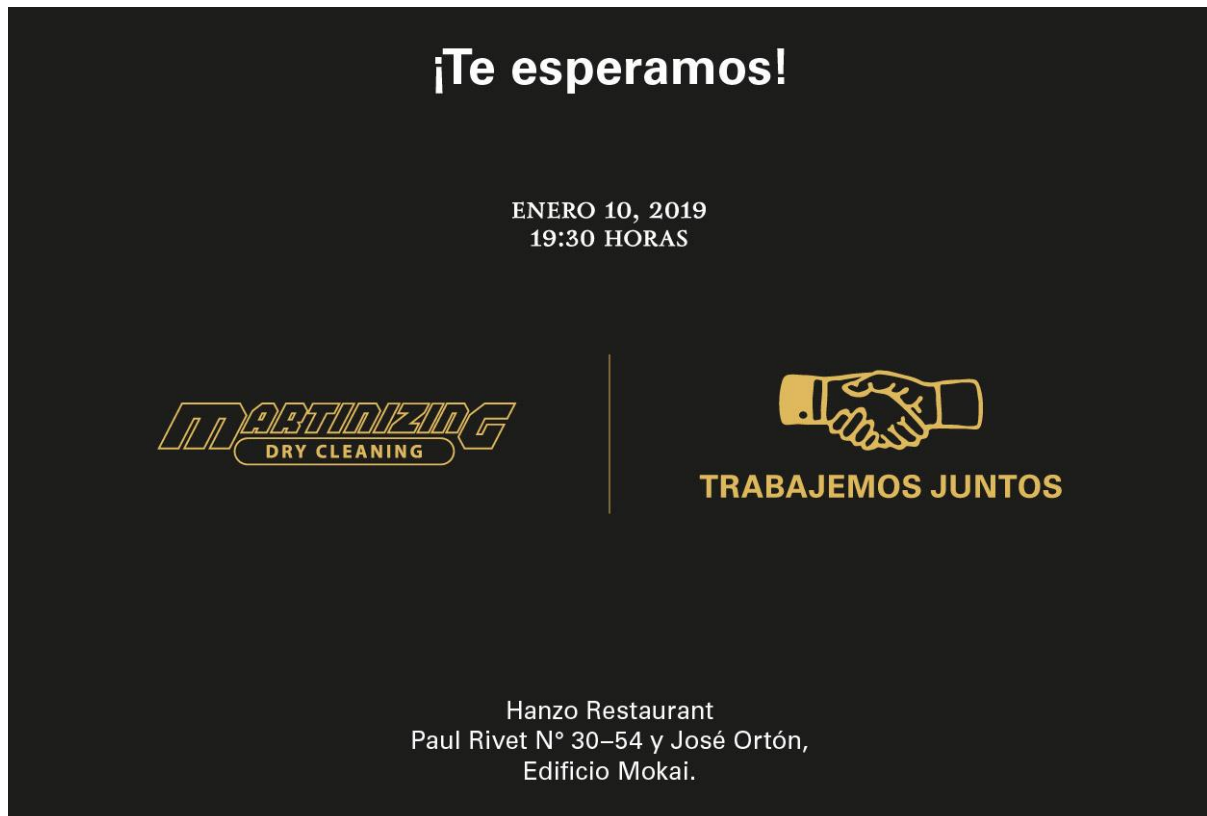 ¡Te esperamos!
ENERO 10, 2019
19:30 HORAS
MARTINIZING
DRY CLEANING
TRABAJEMOS JUNTOS
Hanzo Restaurant
Paul Rivet N° 30–54 y José Ortón,
Edificio Mokai.